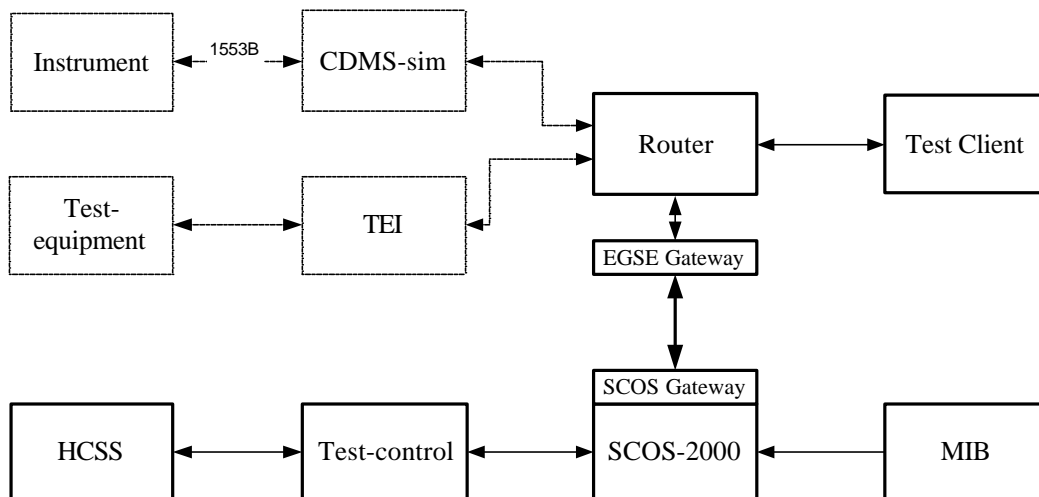 Instrument
1553B
CDMS-sim
Router
Test Client
Test-
equipment
TEI
EGSE Gateway
SCOS Gateway
HCSS
Test-control
SCOS-2000
MIB